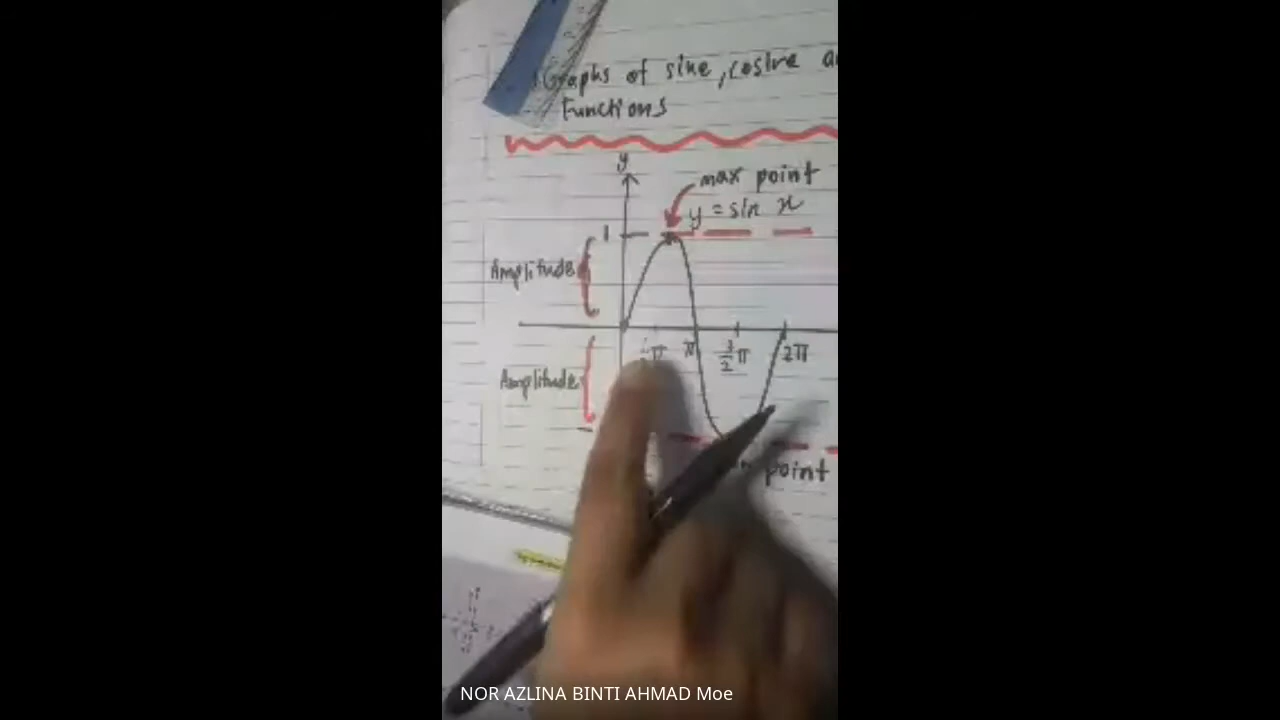 Graphs of sine, cosine
Functions
y
max point
y = sin x
1
Amplitude
π
3/2 π
2π
Amplitude
point
NOR AZLINA BINTI AHMAD Moe